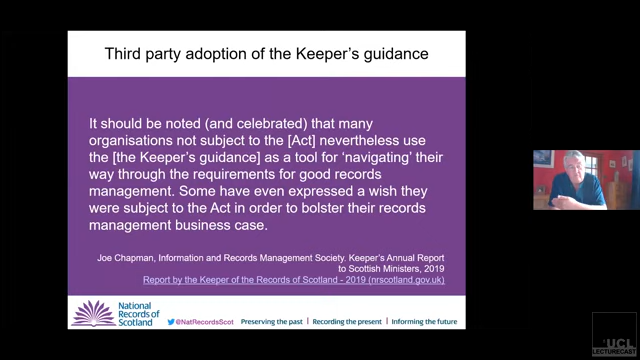 Third party adoption of the Keeper's guidance
It should be noted (and celebrated) that many
organisations not subject to the [Act] nevertheless use
the [the Keeper's guidance] as a tool for 'navigating' their
way through the requirements for good records
management. Some have even expressed a wish they
were subject to the Act in order to bolster their records
management business case.
Joe Chapman, Information and Records Management Society. Keeper's Annual Report
to Scottish Ministers, 2019
Report by the Keeper of the Records of Scotland - 2019 (nrscotland.gov.uk)
National
Records of
Scotland
@NatRecordsScot
Preserving the past | Recording the present | Informing the future
UCL
LECTURECAST